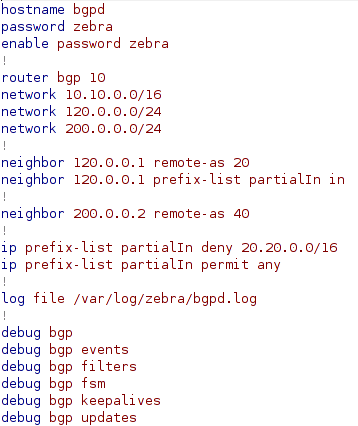 hostname bgpd
password zebra
enable password zebra
!
router bgp 10
network 10.10.0.0/16
network 120.0.0.0/24
network 200.0.0.0/24
!
neighbor 120.0.0.1 remote-as 20
neighbor 120.0.0.1 prefix-list partialIn in
!
neighbor 200.0.0.2 remote-as 40
!
ip prefix-list partialIn deny 20.20.0.0/16
ip prefix-list partialIn permit any
!
log file /var/log/zebra/bgpd.log
!
debug bgp
debug bgp events
debug bgp filters
debug bgp fsm
debug bgp keepalives
debug bgp updates